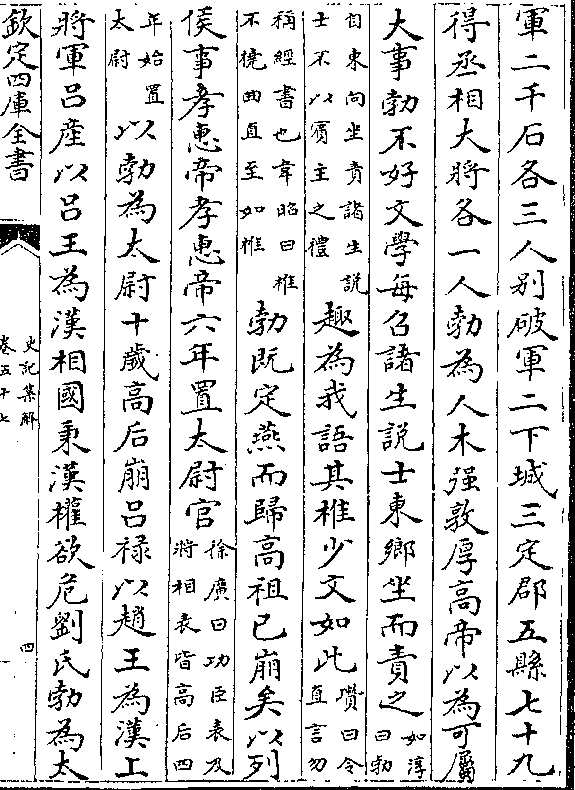 軍二千石各三人别破軍二下城三定郡五縣七十九
得丞相大將各一人勃為人木强敦厚高帝以為可屬
大事勃不好文學每召諸生説士東鄉坐而責之
如淳
曰勃
自東向坐責諸生説
士不以賓主之禮
趣為我語其椎少文如此
瓚曰令
直言勿
稱經書也韋昭曰椎
不橈曲直至如椎
勃既定燕而歸高祖已崩矣以列
侯事孝惠帝孝惠帝六年置太尉官
徐廣曰功臣表及
將相表皆高后四
年始置
太尉
以勃為太尉十歲高后崩吕禄以趙王為漢上
將軍吕産以吕王為漢相國秉漢權欲危劉氏勃為太
欽定四庫全書
史記集解
卷五十七
四